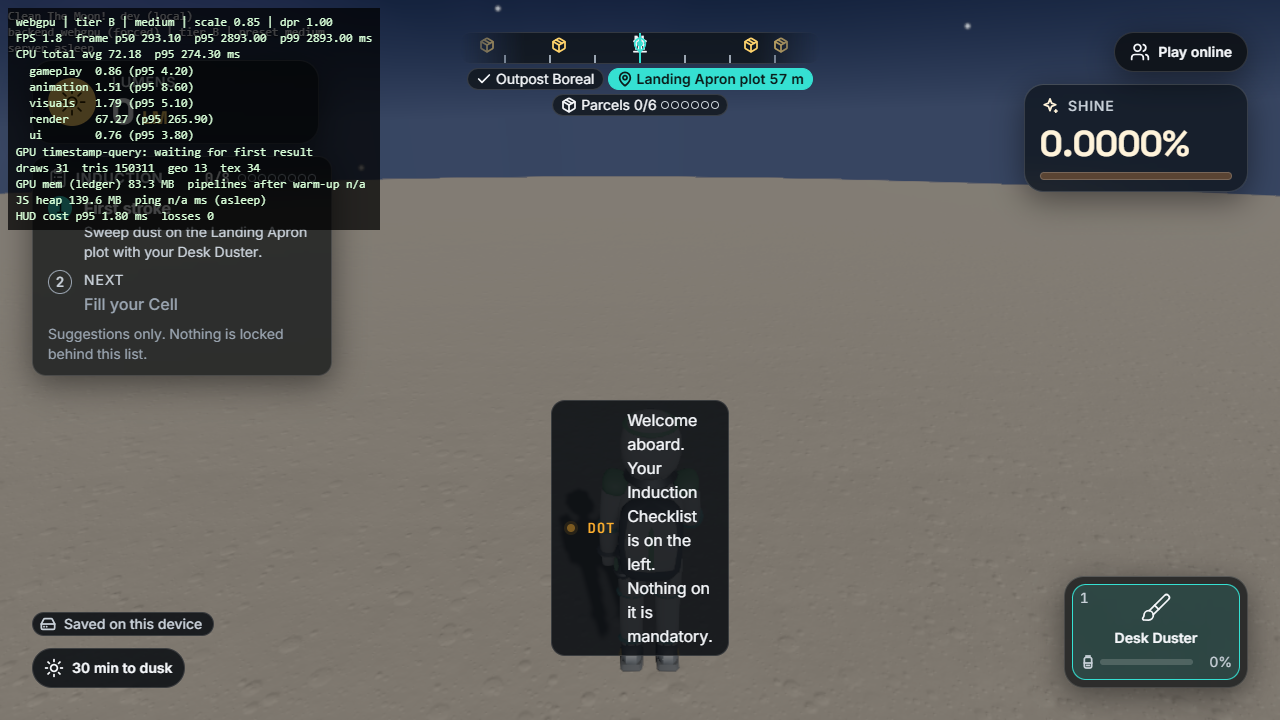 Clean The Moon! dev (local)
webgpu | tier B | medium | scale 0.85 | dpr 1.00
FPS 1.8 frame p50 293.10 p95 2893.00 p99 2893.00 ms
CPU total avg 72.18 p95 274.30 ms
gameplay 0.86 (p95 4.20)
animation 1.51 (p95 8.60)
visuals 1.79 (p95 5.10)
render 67.27 (p95 265.90)
ui 0.76 (p95 3.80)
GPU timestamp-query: waiting for first result
draws 31 tris 150311 geo 13 tex 34
GPU mem (ledger) 83.3 MB pipelines after warm-up n/a
JS heap 139.6 MB ping n/a ms (asleep)
HUD cost p95 1.80 ms losses 0
First stroke
Sweep dust on the Landing Apron
plot with your Desk Duster.
2 NEXT
Fill your Cell
Suggestions only. Nothing is locked
behind this list.
Outpost Boreal
Landing Apron plot 57 m
Parcels 0/6
Play online
SHINE
0.0000%
DOT
Welcome
aboard.
Your
Induction
Checklist
is on the
left.
Nothing on
it is
mandatory.
Saved on this device
30 min to dusk
1
Desk Duster
0%